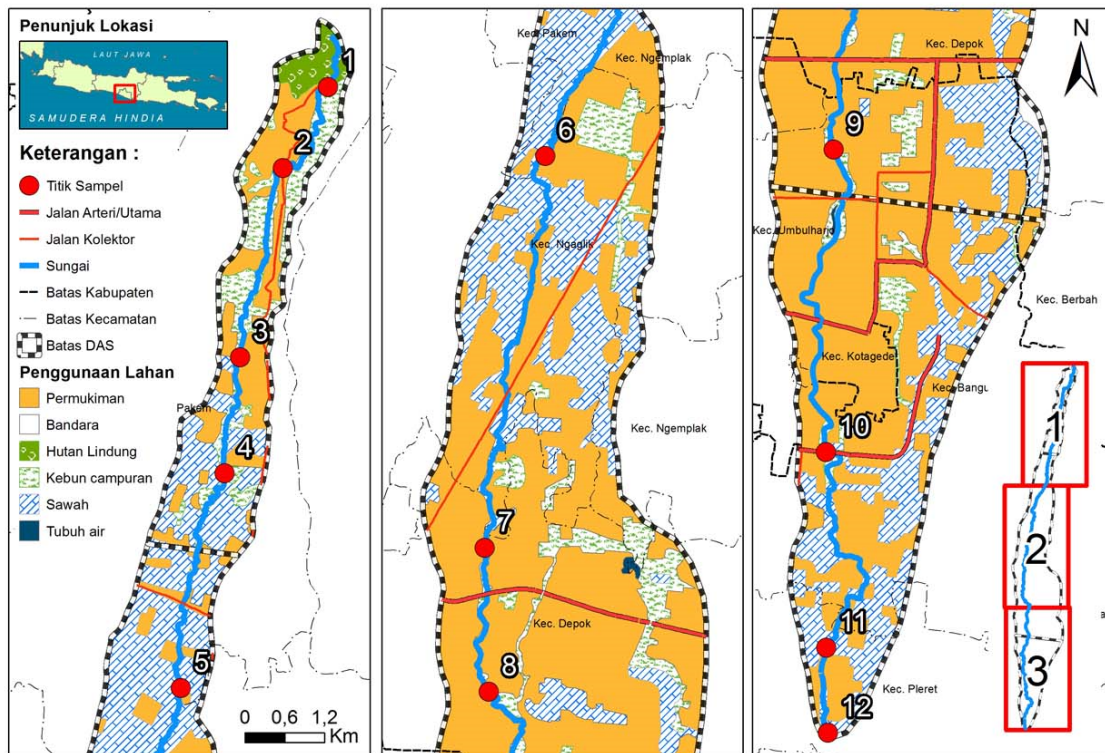 Penunjuk Lokasi
LAUT JAWA
SAMUDERA HINDIA
Keterangan :
Titik Sampel
Jalan Arteri/Utama
Jalan Kolektor
Sungai
Batas Kabupaten
Batas Kecamatan
Batas DAS
Penggunaan Lahan
Permukiman
Bandara
Hutan Lindung
Kebun campuran
Sawah
Tubuh air
1
2
3
Pakem
4
5
0 0,6 1,2
Km
Kec. Pakem
Kec. Ngemplak
6
Kec. Ngaglik
Kec. Ngemplak
7
Kec. Depok
8
N
Kec. Depok
9
Kec. Umbulharjo
Kec. Berbah
Kec. Kotagede
Kec. Bangu
10
11
Kec. Pleret
12
1
2
3